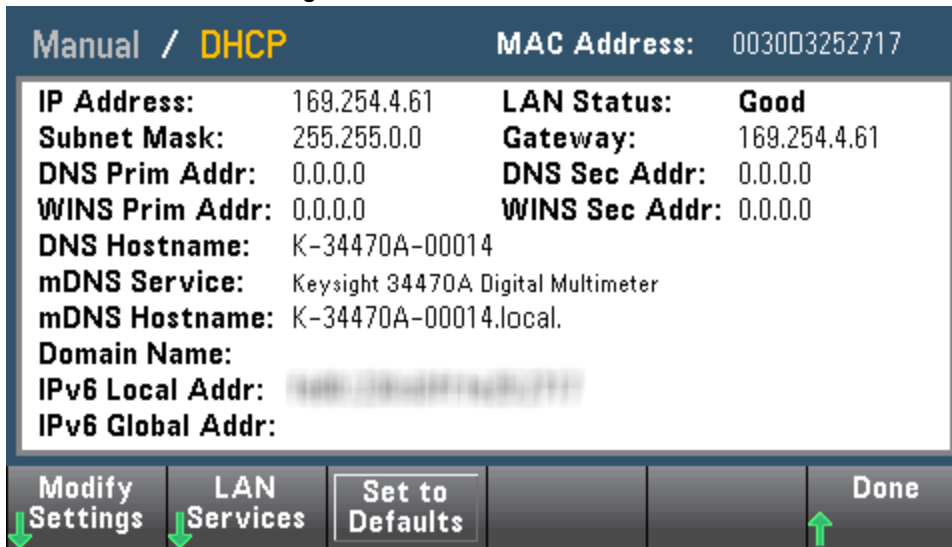 Manual / DHCP MAC Address: 0030D3252717
IP Address: 169.254.4.61 LAN Status: Good
Subnet Mask: 255.255.0.0 Gateway: 169.254.4.61
DNS Prim Addr: 0.0.0.0 DNS Sec Addr: 0.0.0.0
WINS Prim Addr: 0.0.0.0 WINS Sec Addr: 0.0.0.0
DNS Hostname: K-34470A-00014
mDNS Service: Keysight 34470A Digital Multimeter
mDNS Hostname: K-34470A-00014.local.
Domain Name:
IPv6 Local Addr:
IPv6 Global Addr:
Modify Settings LAN Services Set to Defaults Done